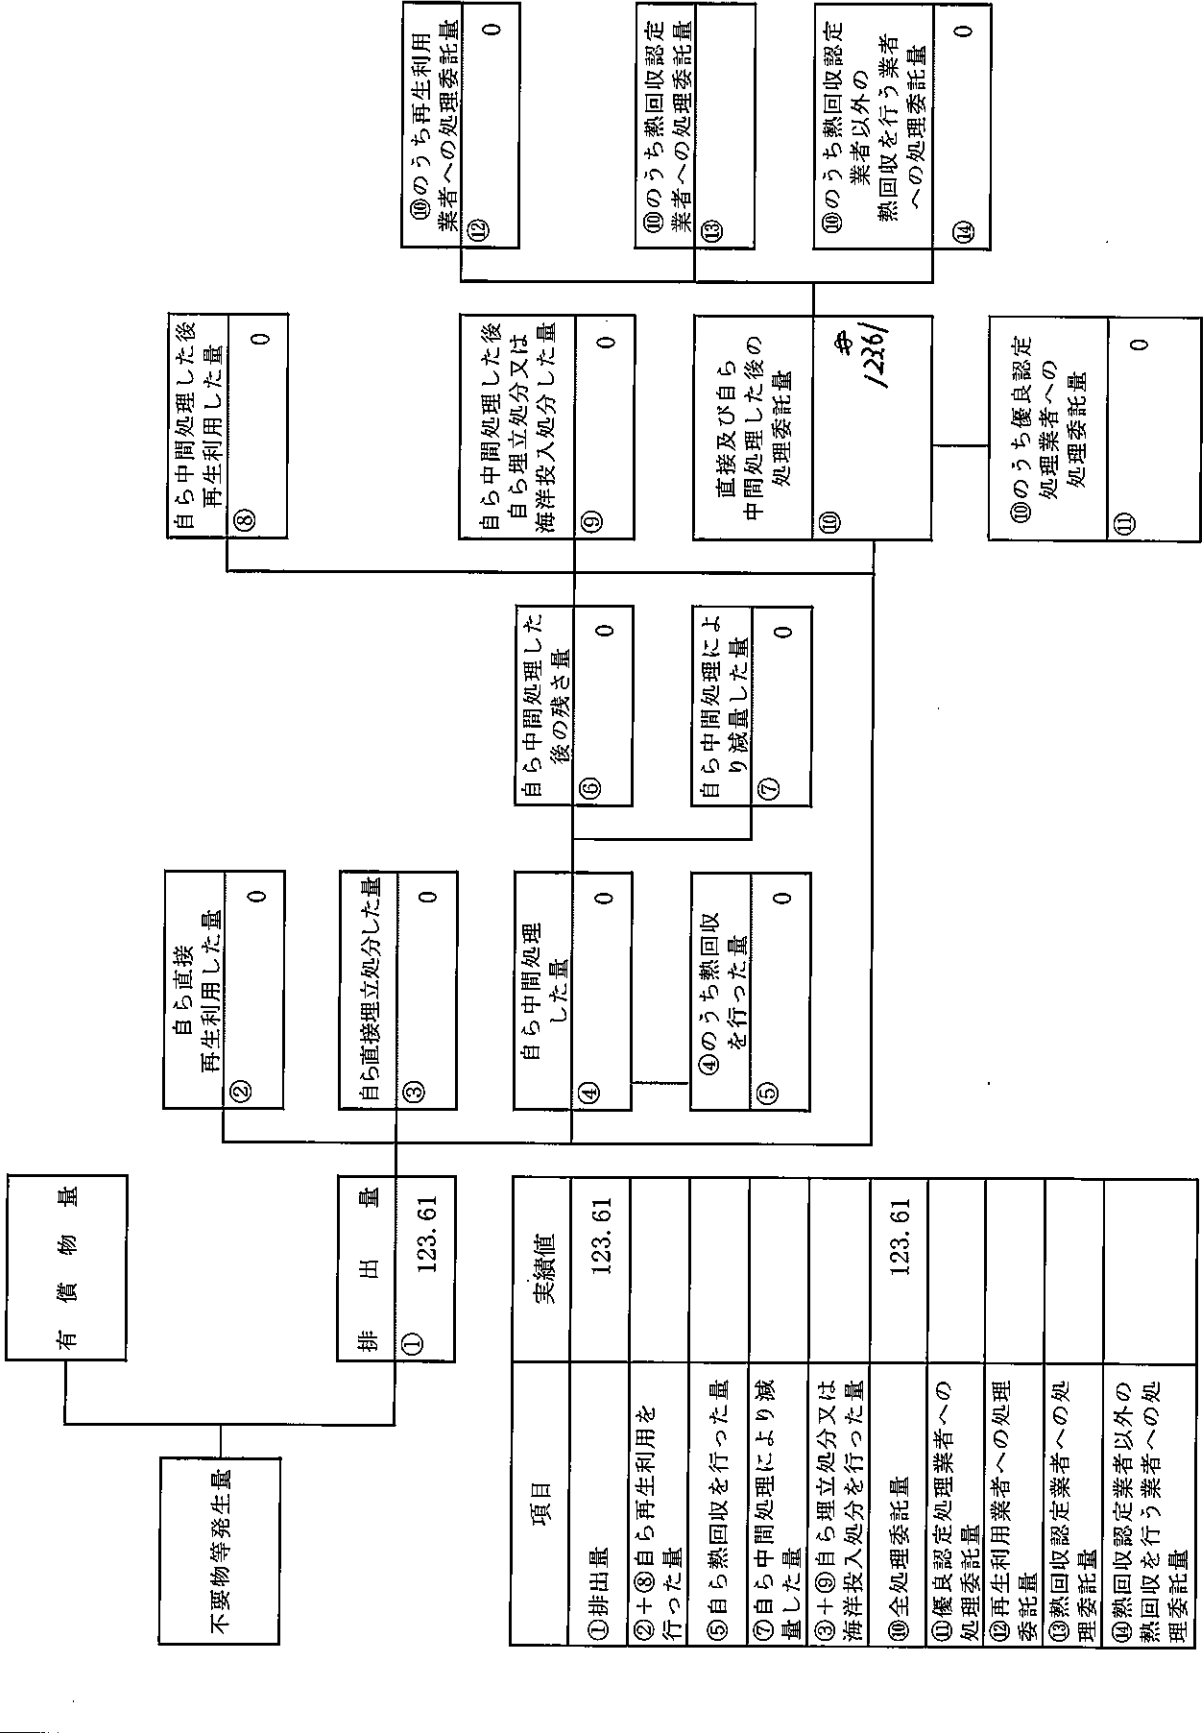 不要物等発生量
有償物量
排出量
① 123.61
自ら直接
再生利用した量
② 0
自ら直接埋立処分した量
③ 0
自ら中間処理
した量
④ 0
④のうち熱回収
を行った量
⑤ 0
自ら中間処理した
後の残さ量
⑥ 0
自ら中間処理によ
り減量した量
⑦ 0
自ら中間処理した後
再生利用した量
⑧ 0
自ら中間処理した後
自ら埋立処分又は
海洋投入処分した量
⑨ 0
直接及び自ら
中間処理した後の
処理委託量
⑩ 123.61
⑩のうち優良認定
処理業者への
処理委託量
⑪ 0
⑩のうち再生利用
業者への処理委託量
⑫ 0
⑩のうち熱回収認定
業者への処理委託量
⑬
⑩のうち熱回収認定
業者以外の
熱回収を行う業者
への処理委託量
⑭ 0
項目 実績値
①排出量 123.61
②+⑧自ら再生利用を
行った量
⑤自ら熱回収を行った量
⑦自ら中間処理により減
量した量
③+⑨自ら埋立処分又は
海洋投入処分を行った量
⑩全処理委託量 123.61
⑪優良認定処理業者への
処理委託量
⑫再生利用業者への処理
委託量
⑬熱回収認定業者への処
理委託量
⑭熱回収認定業者以外の
熱回収を行う業者への処
理委託量